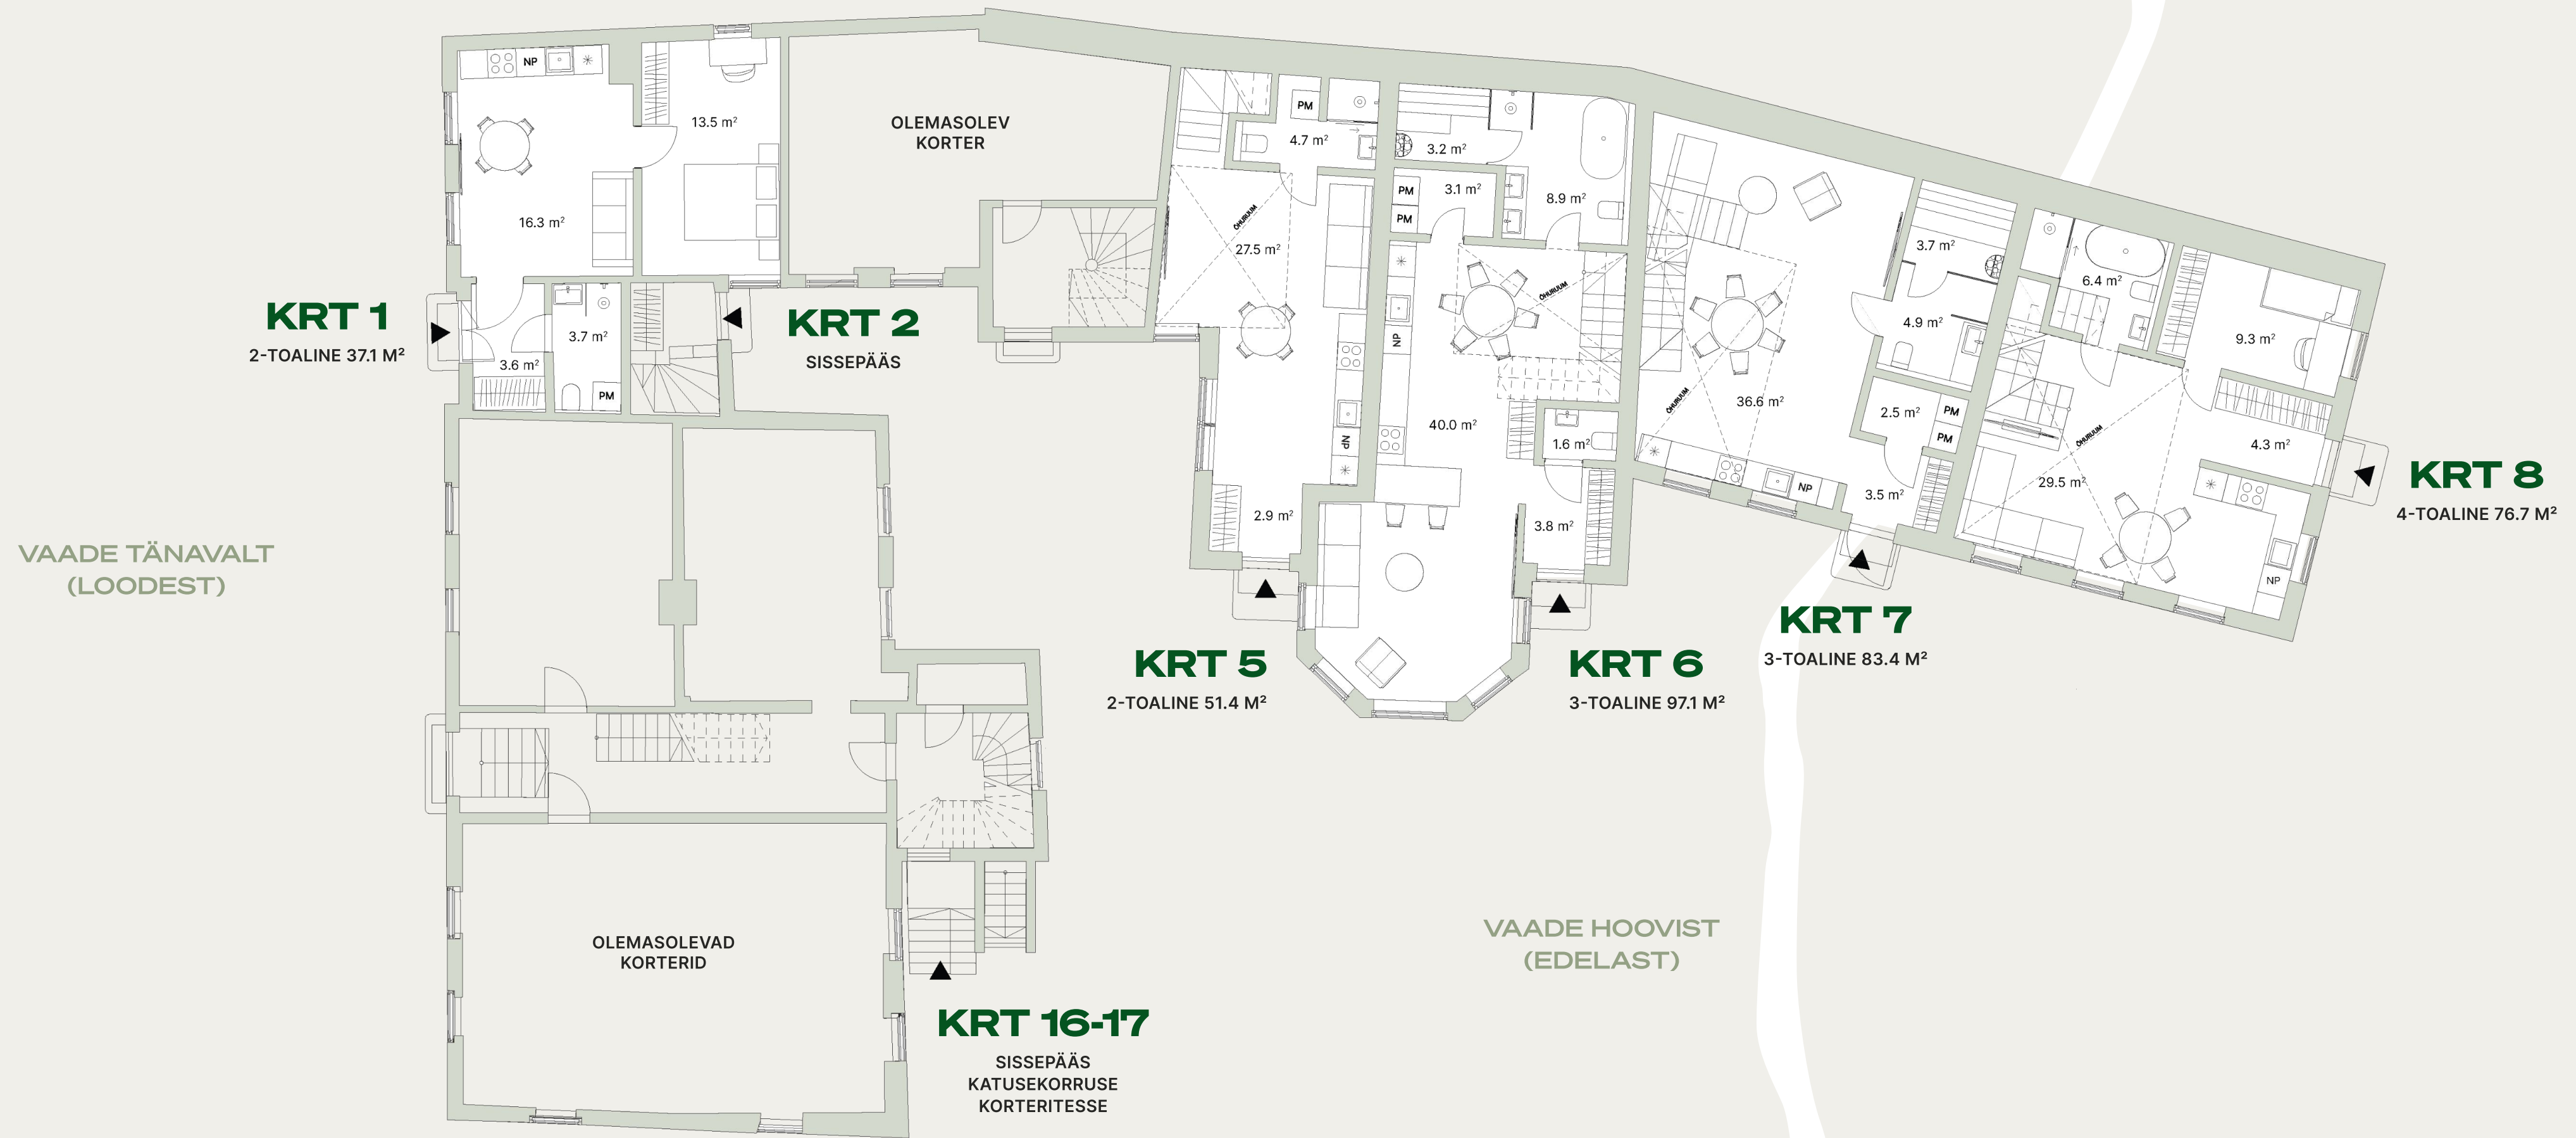 NP
13.5 m²
16.3 m²
KRT 1
2-TOALINE 37.1 M²
3.7 m²
3.6 m²
PM
KRT 2
SISSEPÄÄS
OLEMASOLEV
KORTER
VAADE TÄNAVALT
(LOODEST)
OLEMASOLEVAD
KORTERID
KRT 16-17
SISSEPÄÄS
KATUSEKORRUSE
KORTERITESSE
PM
4.7 m²
ÕHURUUM
27.5 m²
NP
2.9 m²
KRT 5
2-TOALINE 51.4 M²
3.2 m²
PM
3.1 m²
PM
8.9 m²
ÕHURUUM
NP
40.0 m²
1.6 m²
3.8 m²
KRT 6
3-TOALINE 97.1 M²
3.7 m²
4.9 m²
ÕHURUUM
36.6 m²
2.5 m²
PM
PM
NP
3.5 m²
KRT 7
3-TOALINE 83.4 M²
6.4 m²
9.3 m²
ÕHURUUM
4.3 m²
29.5 m²
NP
KRT 8
4-TOALINE 76.7 M²
VAADE HOOVIST
(EDELAST)